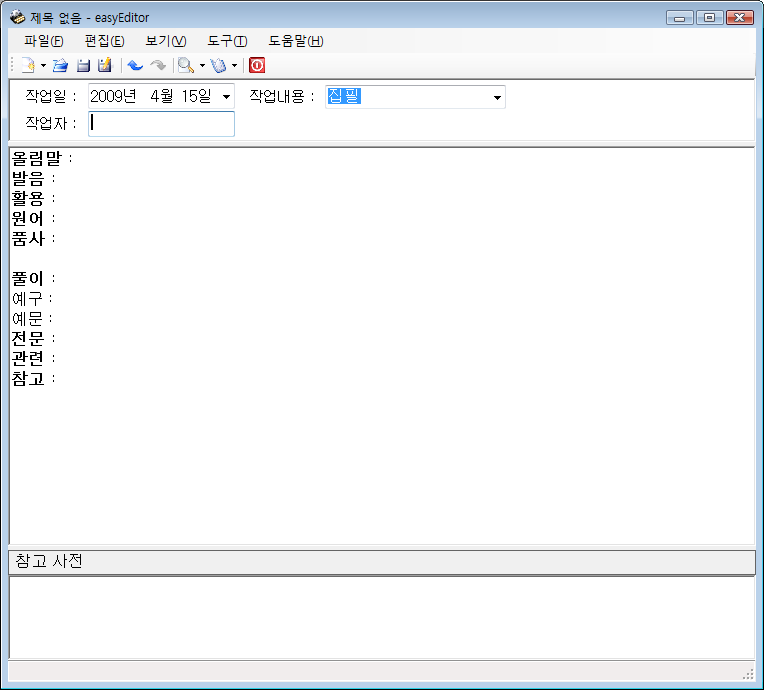 제목 없음 - easyEditor
파일(F) 편집(E) 보기(V) 도구(T) 도움말(H)
작업일 : 2009년 4월 15일 작업내용 : 집필
작업자 :
올림말 :
발음 :
활용 :
원어 :
품사 :
풀이 :
예구 :
예문 :
전문 :
관련 :
참고 :
참고 사전